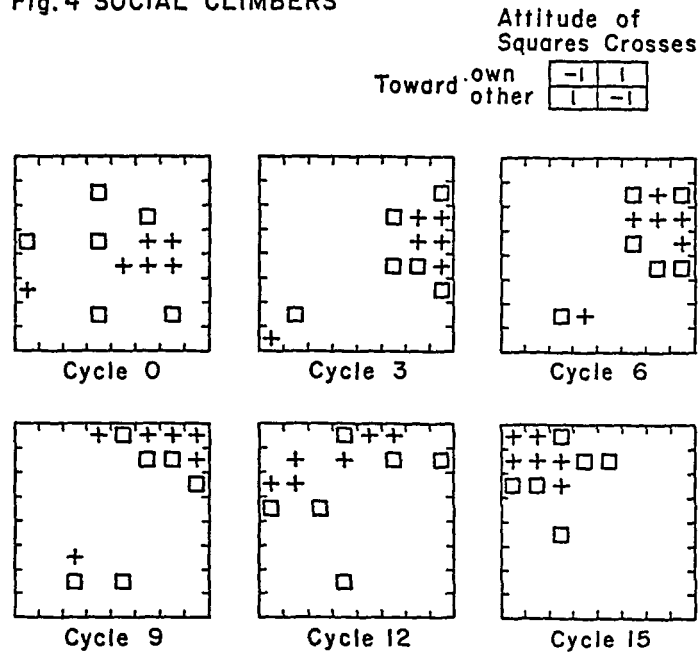 Fig. 4 SOCIAL CLIMBERS
Attitude of
Squares Crosses
Toward own -1 1
other 1 -1
Cycle 0 Cycle 3 Cycle 6
Cycle 9 Cycle 12 Cycle 15